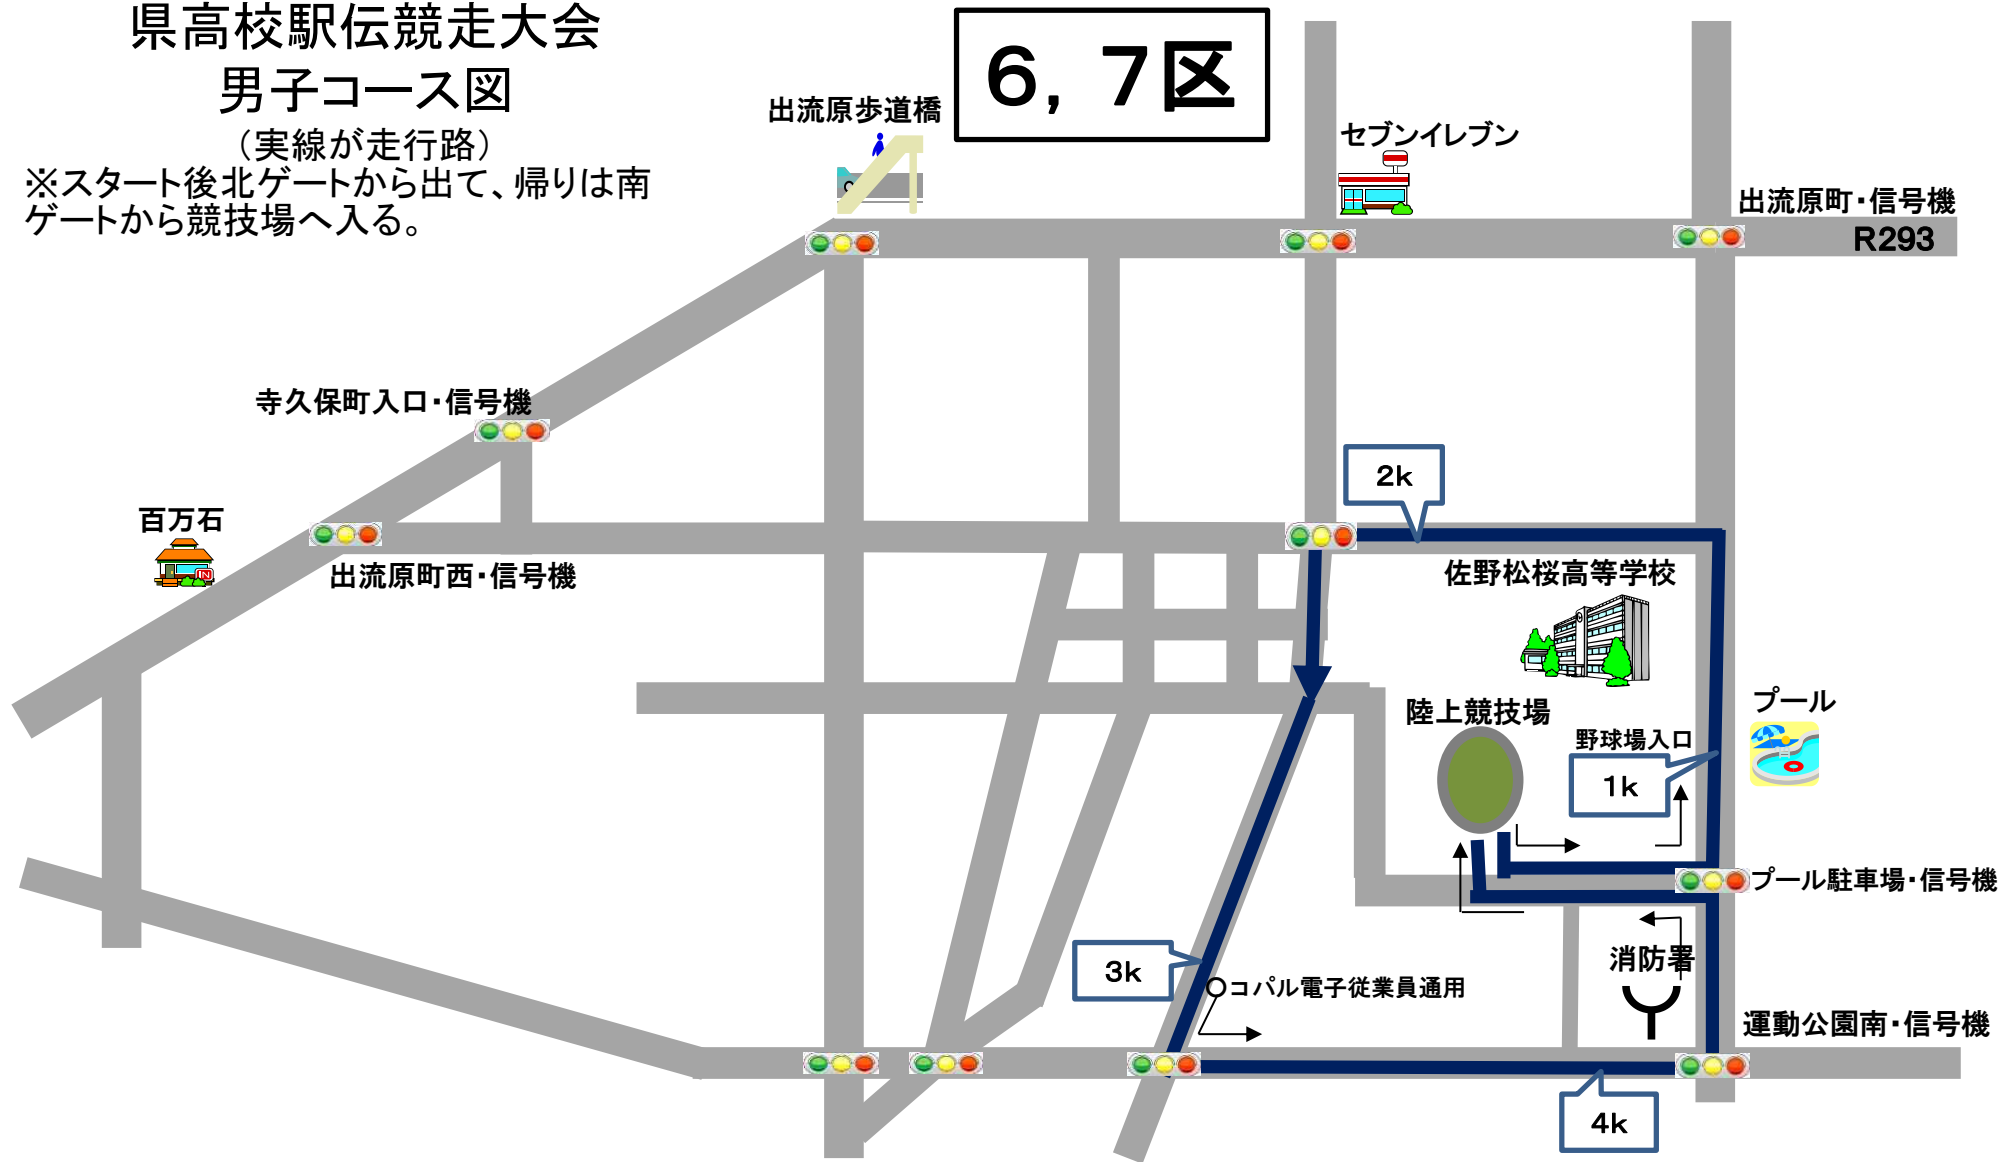 県高校駅伝競走大会
男子コース図
（実線が走行路）
※スタート後北ゲートから出て、帰りは南
ゲートから競技場へ入る。
６，７区
出流原歩道橋
セブンイレブン
出流原町・信号機
R293
寺久保町入口・信号機
2k
百万石
出流原町西・信号機
佐野松桜高等学校
陸上競技場
プール
野球場入口
1k
プール駐車場・信号機
消防署
3k
コパル電子従業員通用
運動公園南・信号機
4k